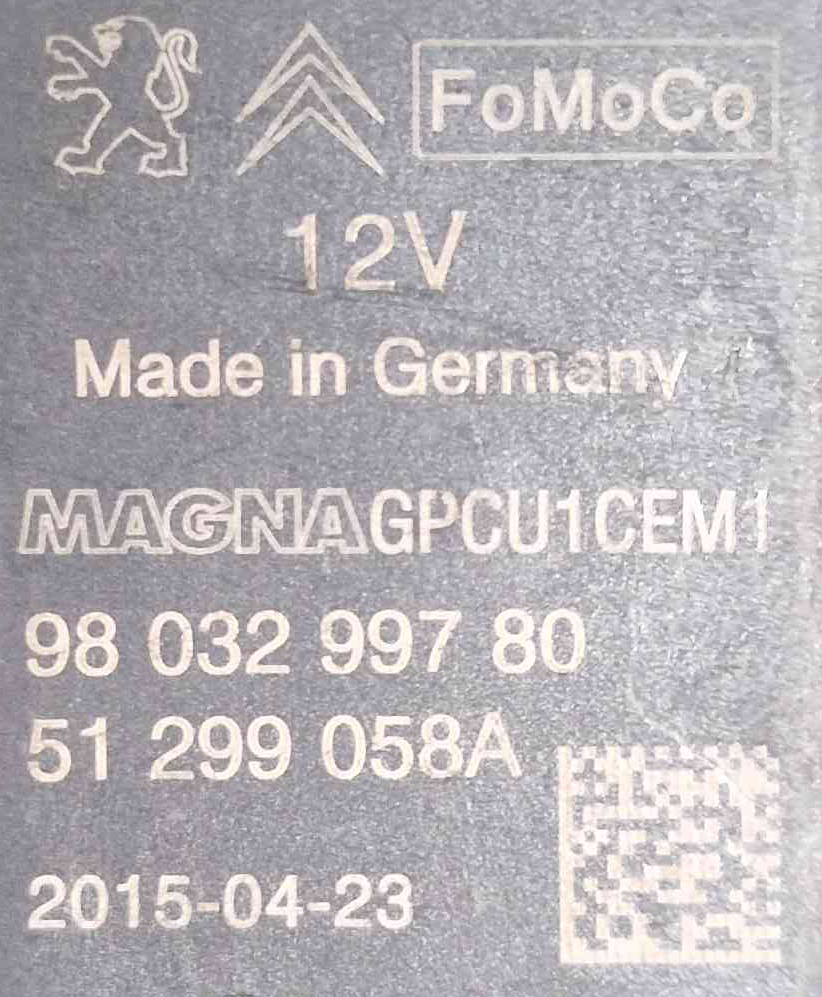 FoMoCo
12V
Made in Germany
MAGNA GPCU1CEM1
98 032 997 80
51 299 058A
2015-04-23